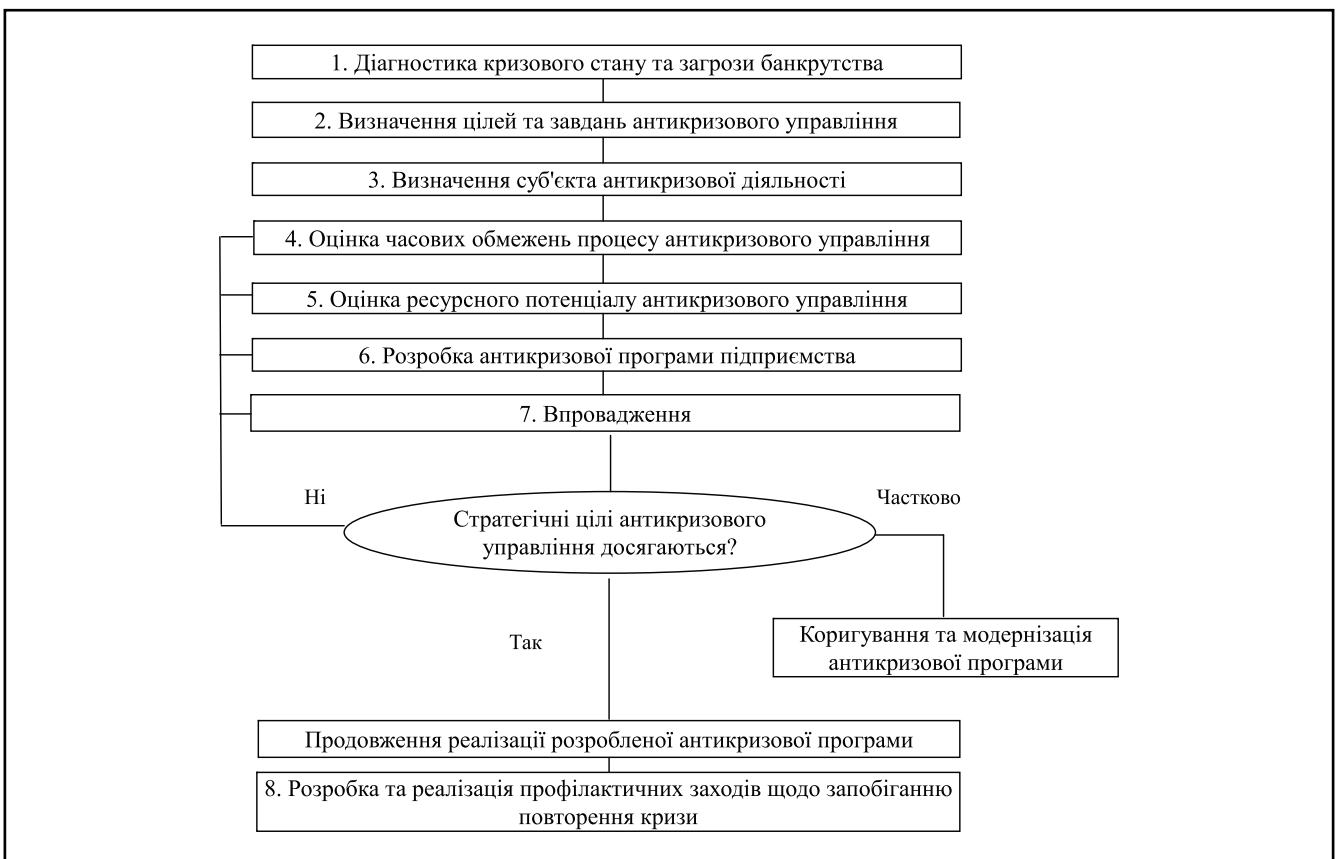 1. Діагностика кризового стану та загрози банкрутства
2. Визначення цілей та завдань антикризового управління
3. Визначення суб'єкта антикризової діяльності
4. Оцінка часових обмежень процесу антикризового управління
5. Оцінка ресурсного потенціалу антикризового управління
6. Розробка антикризової програми підприємства
7. Впровадження
Ні
Частково
Стратегічні цілі антикризового
управління досягаються?
Так
Коригування та модернізація
антикризової програми
Продовження реалізації розробленої антикризової програми
8. Розробка та реалізація профілактичних заходів щодо запобіганню
повторення кризи